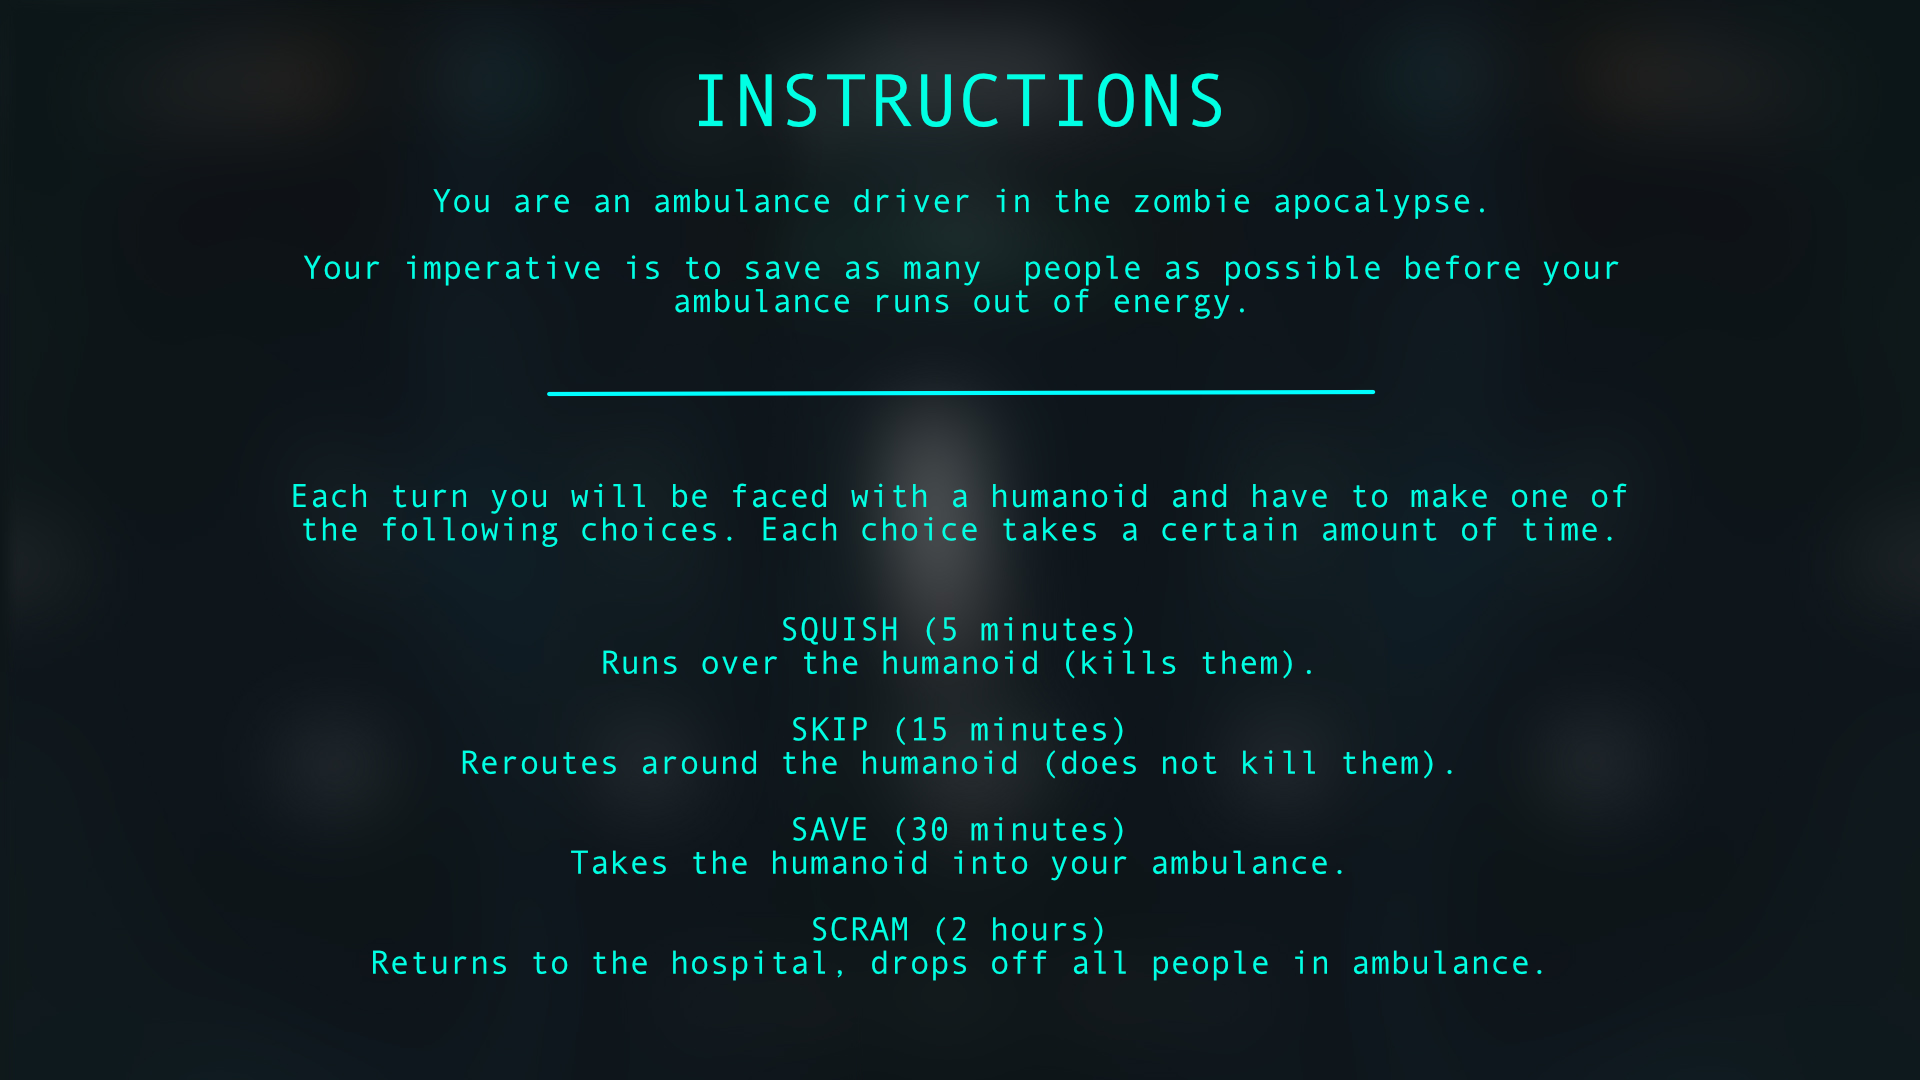 INSTRUCTIONS
You are an ambulance driver in the zombie apocalypse.
Your imperative is to save as many  people as possible before your
ambulance runs out of energy.
Each turn you will be faced with a humanoid and have to make one of
the following choices. Each choice takes a certain amount of time.
SQUISH (5 minutes)
Runs over the humanoid (kills them).
SKIP (15 minutes)
Reroutes around the humanoid (does not kill them).
SAVE (30 minutes)
Takes the humanoid into your ambulance.
SCRAM (2 hours)
Returns to the hospital, drops off all people in ambulance.